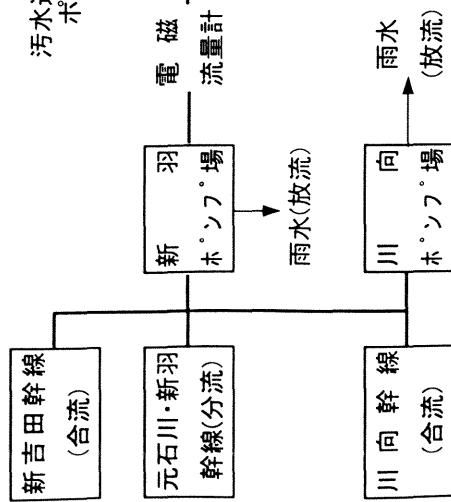 汚水
ポ
新吉田幹線
(合流)
元石川・新羽
幹線(分流)
新羽
ポンプ場
電磁
流量計
雨水(放流)
川向幹線
(合流)
川向
ポンプ場
雨水
(放流)